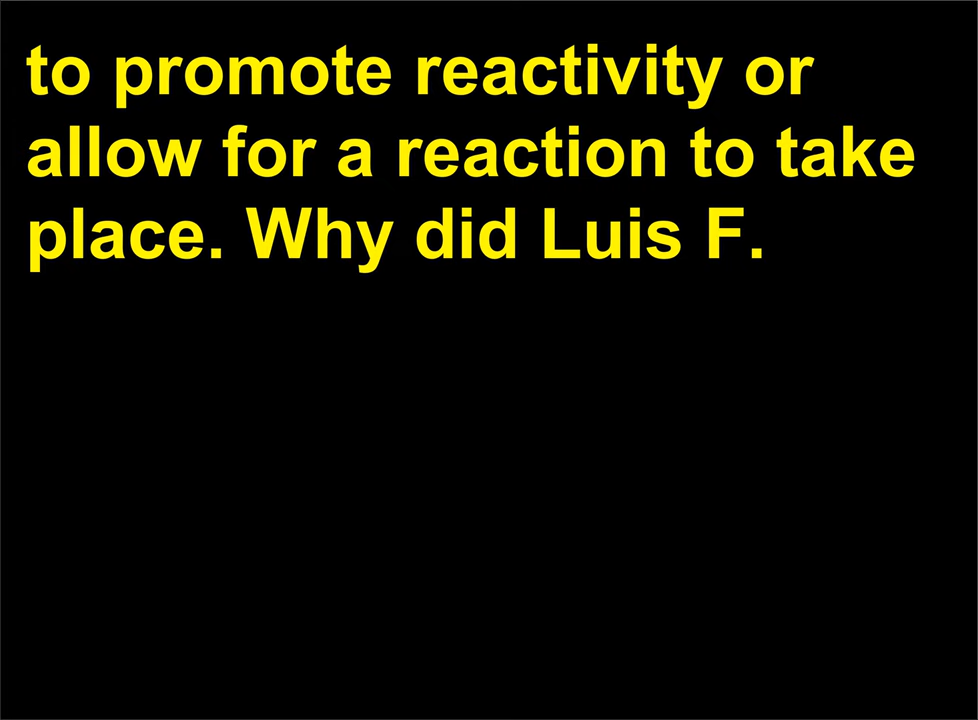 to promote reactivity or
allow for a reaction to take
place. Why did Luis F.